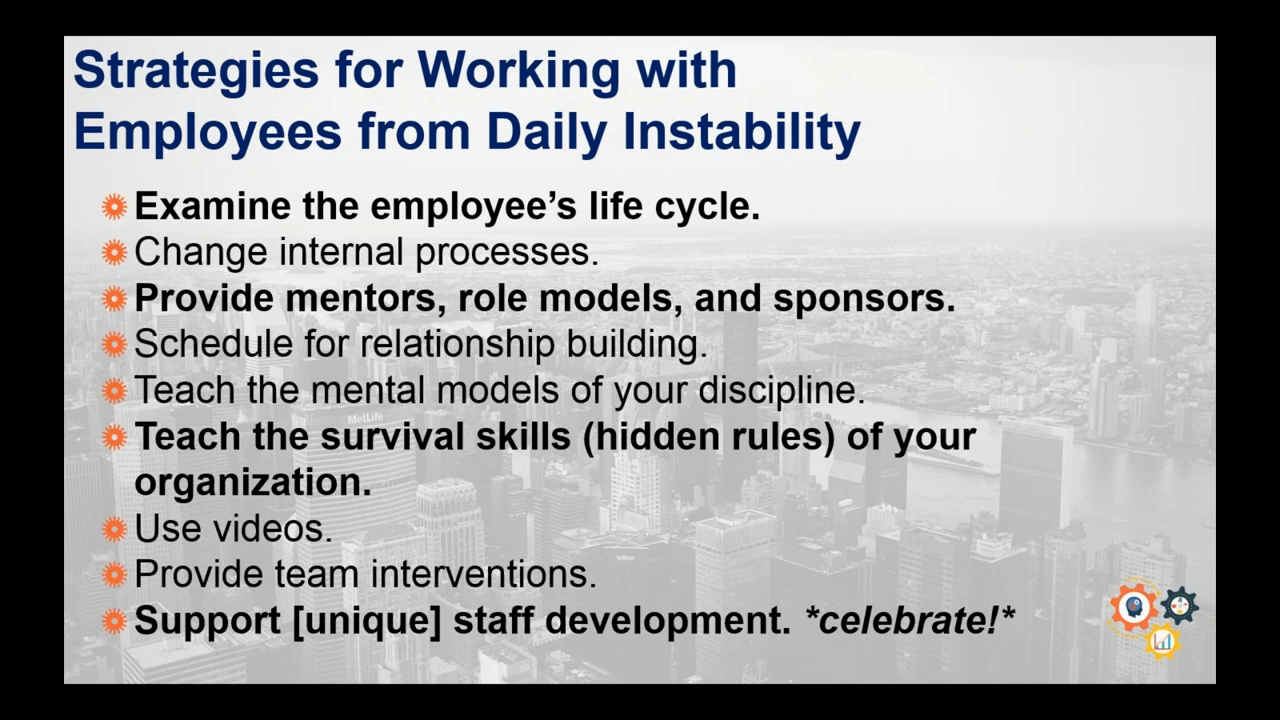 Strategies for Working with
Employees from Daily Instability
Examine the employee’s life cycle.
Change internal processes.
Provide mentors, role models, and sponsors.
Schedule for relationship building.
Teach the mental models of your discipline.
Teach the survival skills (hidden rules) of your
organization.
Use videos.
Provide team interventions.
Support [unique] staff development. *celebrate!*
MetLife